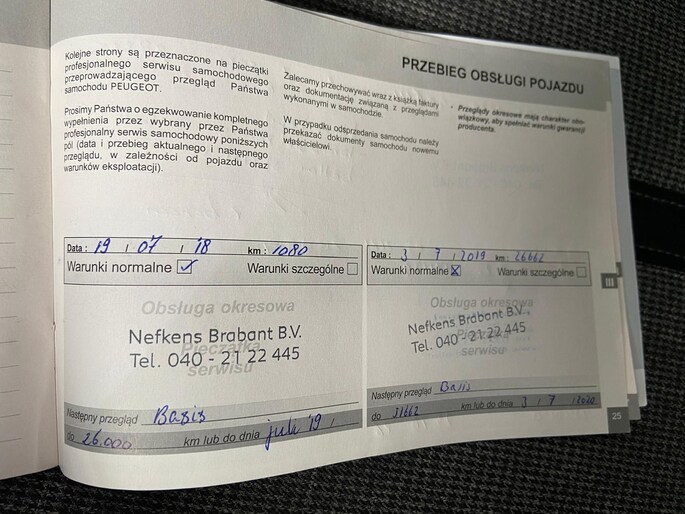 PRZEBIEG OBSŁUGI POJAZDU
Kolejne strony są przeznaczone na pieczątki
profesjonalnego serwisu samochodowego
przeprowadzającego przegląd Państwa
samochodu PEUGEOT.
Prosimy Państwa o egzekwowanie kompletnego
wypełnienia przez wybrany przez Państwa
profesjonalny serwis samochodowy poniższych
pól (data i przebieg aktualnego i następnego
przeglądu, w zależności od pojazdu oraz
warunków eksploatacji).
Zalecamy przechowywać wraz z książką faktury
oraz dokumentację związaną z przeglądami
wykonanymi w samochodzie.
W przypadku odsprzedania samochodu należy
przekazać dokumenty samochodu nowemu
właścicielowi.
• Przeglądy okresowe mają charakter obo-
wiązkowy, aby spełniać warunki gwarancji
producenta.
Data : 19 / 07 / '18 km : 1080
Warunki normalne Warunki szczególne
Obsługa okresowa
Nefkens Brabant B.V.
Tel. 040 - 21 22 445
Pieczątka
serwisu
Następny przegląd Basis
do 26.000 km lub do dnia juli '19 /
Data : 3 / 7 / 2019 km : 26662
Warunki normalne Warunki szczególne
Obsługa okresowa
Nefkens Brabant B.V.
Tel. 040 - 21 22 445
Pieczątka
serwisu
Następny przegląd Basis
do 31662 km lub do dnia 3 / 7 / 2020
III
25